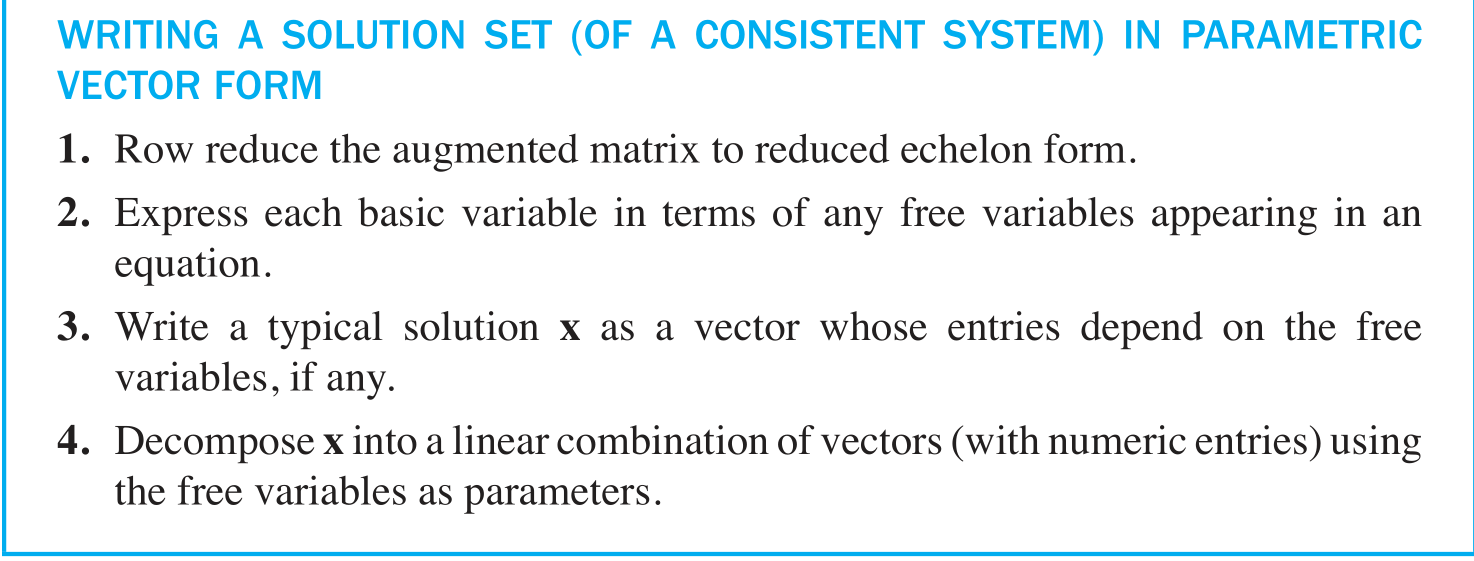 WRITING A SOLUTION SET (OF A CONSISTENT SYSTEM) IN PARAMETRIC
VECTOR FORM
1. Row reduce the augmented matrix to reduced echelon form.
2. Express each basic variable in terms of any free variables appearing in an
equation.
3. Write a typical solution x as a vector whose entries depend on the free
variables, if any.
4. Decompose x into a linear combination of vectors (with numeric entries) using
the free variables as parameters.